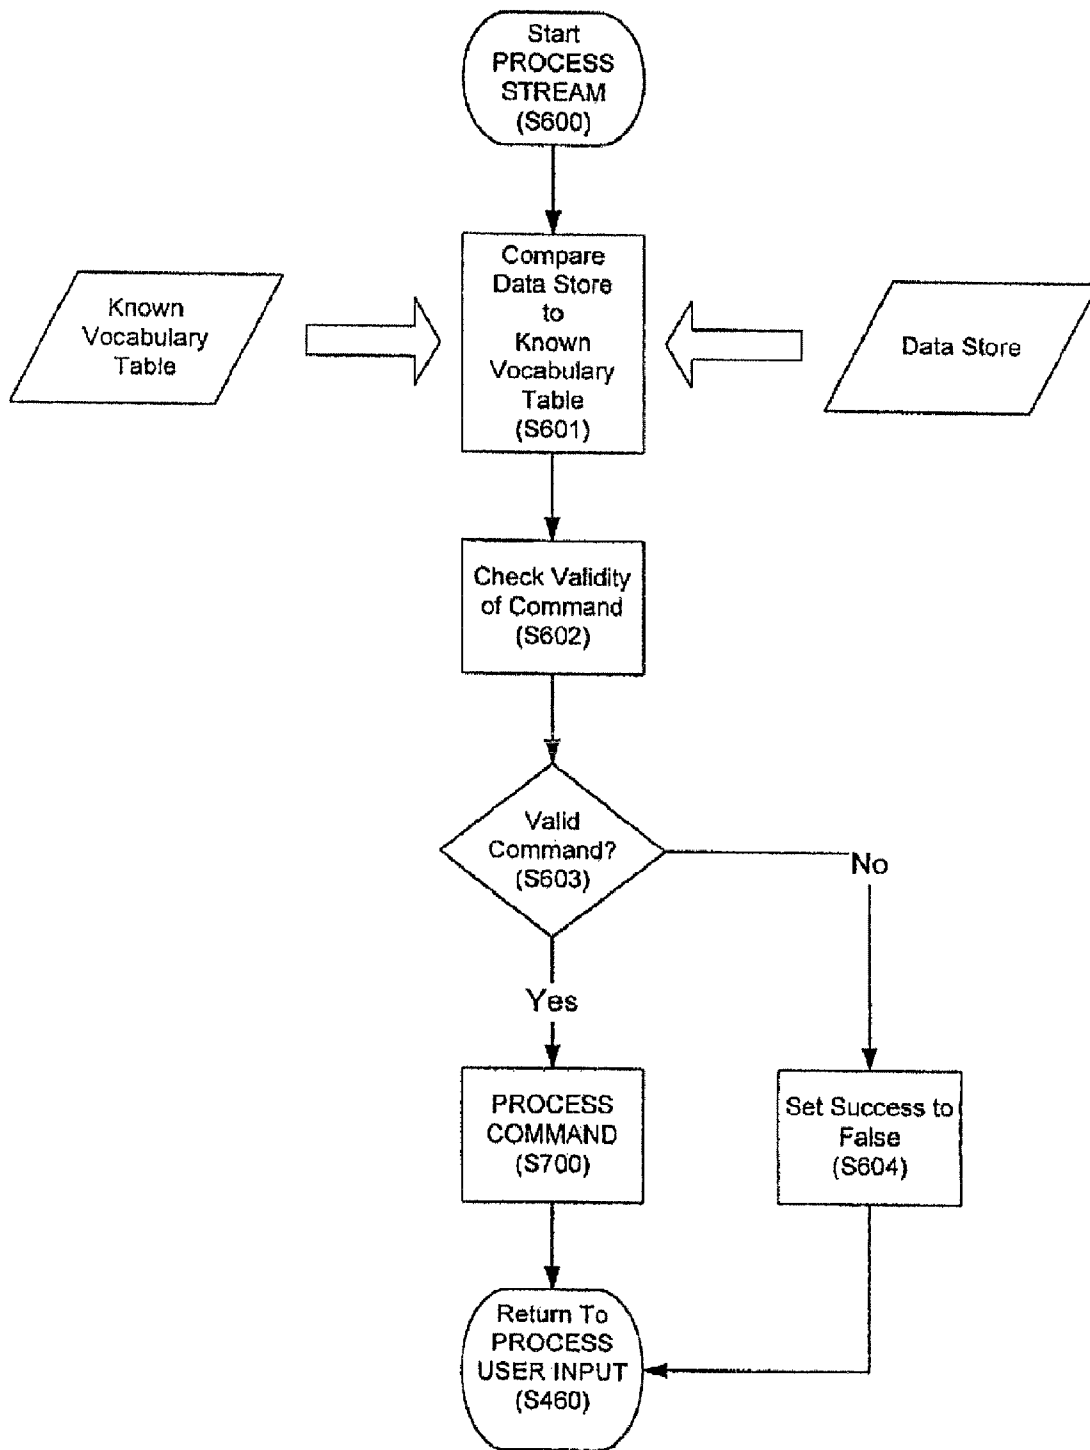 Start
PROCESS
STREAM
(S600)
Compare
Data Store
to
Known
Vocabulary
Table
(S601)
Known
Vocabulary
Table
Data Store
Check Validity
of Command
(S602)
Valid
Command?
(S603)
No
Yes
PROCESS
COMMAND
(S700)
Set Success to
False
(S604)
Return To
PROCESS
USER INPUT
(S460)